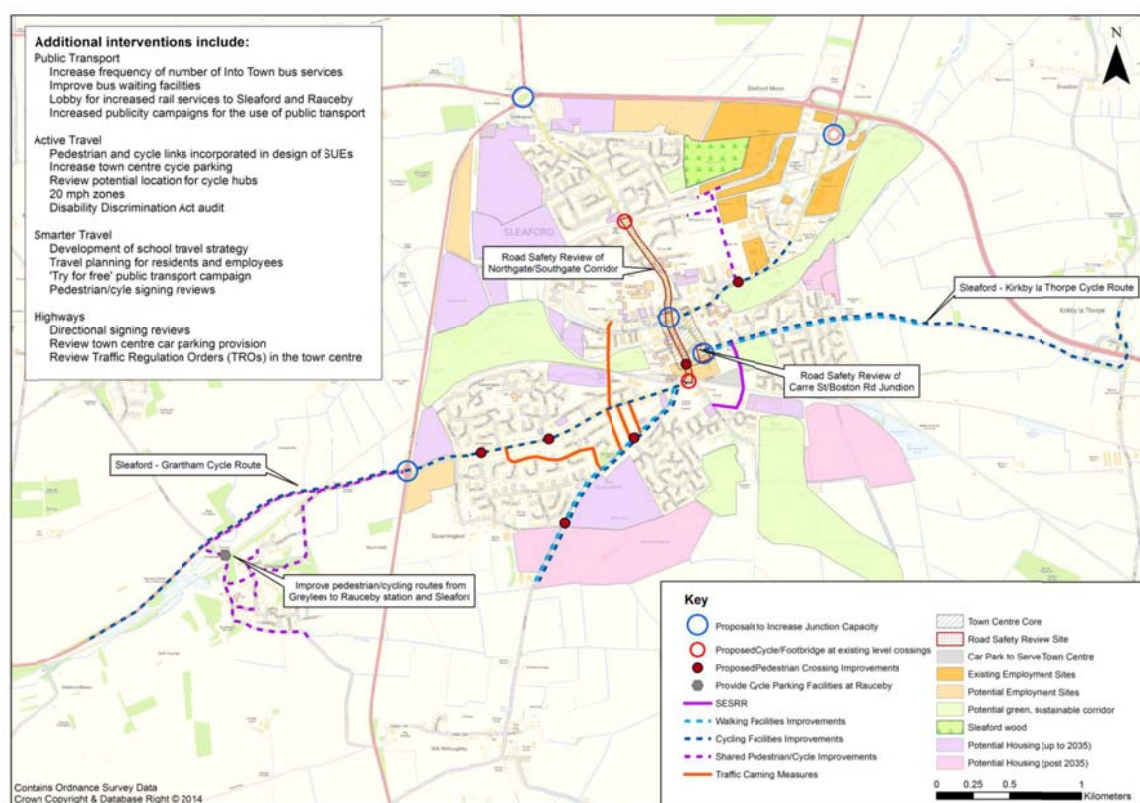 Additional interventions include:
Public Transport
Increase frequency of number of Into Town bus services
Improve bus waiting facilities
Lobby for increased rail services to Sleaford and Rauceby
Increased publicity campaigns for the use of public transport
Active Travel
Pedestrian and cycle links incorporated in design of SUEs
Increase town centre cycle parking
Review potential location for cycle hubs
20 mph zones
Disability Discrimination Act audit
Smarter Travel
Development of school travel strategy
Travel planning for residents and employees
'Try for free' public transport campaign
Pedestrian/cyle signing reviews
Highways
Directional signing reviews
Review town centre car parking provision
Review Traffic Regulation Orders (TROs) in the town centre
N
SLEAFORD
Road Safety Review of
Northgate/Southgate Corridor
Sleaford - Kirkby la Thorpe Cycle Route
Kirkby la Thorpe
Road Safety Review of
Carre St/Boston Rd Junction
Sleaford - Grantham Cycle Route
Quarrington
Improve pedestrian/cycling routes from
Greylees to Rauceby station and Sleaford
Key
Proposals to Increase Junction Capacity
Proposed Cycle/Footbridge at existing level crossings
Proposed Pedestrian Crossing Improvements
Provide Cycle Parking Facilities at Rauceby
SESRR
Walking Facilities Improvements
Cycling Facilities Improvements
Shared Pedestrian/Cycle Improvements
Traffic Calming Measures
Town Centre Core
Road Safety Review Site
Car Park to Serve Town Centre
Existing Employment Sites
Potential Employment Sites
Potential green, sustainable corridor
Sleaford wood
Potential Housing (up to 2035)
Potential Housing (post 2035)
0 0.25 0.5 1
Kilometers
Contains Ordnance Survey Data
Crown Copyright & Database Right © 2014